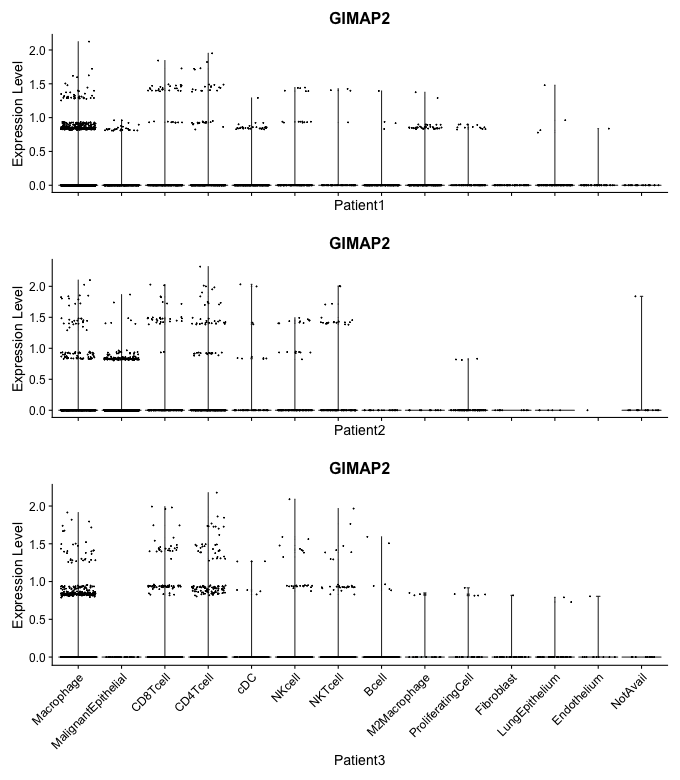 GIMAP2
Expression Level
2.0
1.5
1.0
0.5
0.0
Patient1
GIMAP2
Expression Level
2.0
1.5
1.0
0.5
0.0
Patient2
GIMAP2
Expression Level
2.0
1.5
1.0
0.5
0.0
Macrophage
MalignantEpithelial
CD8Tcell
CD4Tcell
cDC
NKcell
NKTcell
Bcell
M2Macrophage
ProliferatingCell
Fibroblast
LungEpithelium
Endothelium
NotAvail
Patient3